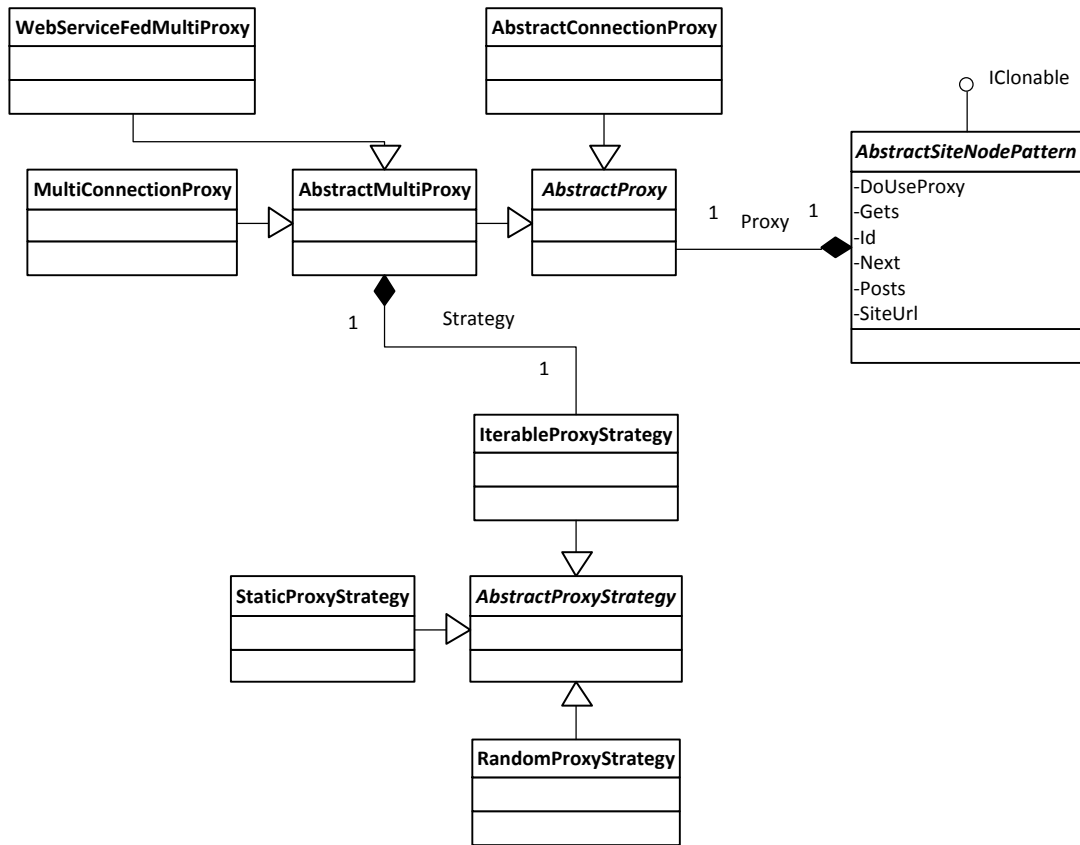 WebServiceFedMultiProxy
AbstractConnectionProxy
IClonable
AbstractSiteNodePattern
-DoUseProxy
-Gets
-Id
-Next
-Posts
-SiteUrl
MultiConnectionProxy
AbstractMultiProxy
AbstractProxy
1 Proxy 1
1 Strategy
1
IterableProxyStrategy
StaticProxyStrategy
AbstractProxyStrategy
RandomProxyStrategy